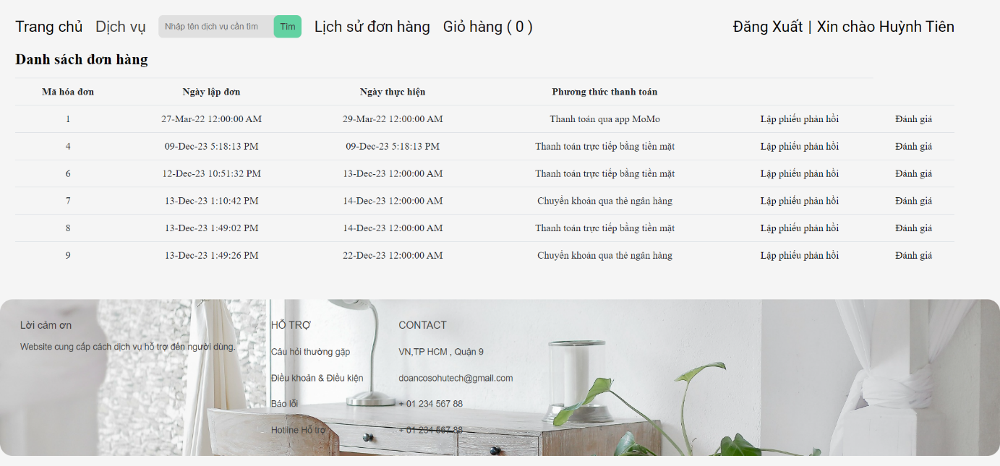 Trang chủ Dịch vụ Nhập tên dịch vụ cần tìm Tìm Lịch sử đơn hàng Giỏ hàng ( 0 ) Đăng Xuất | Xin chào Huỳnh Tiên
Danh sách đơn hàng
Mã hóa đơn Ngày lập đơn Ngày thực hiện Phương thức thanh toán
1 27-Mar-22 12:00:00 AM 29-Mar-22 12:00:00 AM Thanh toán qua app MoMo Lập phiếu phản hồi Đánh giá
4 09-Dec-23 5:18:13 PM 09-Dec-23 5:18:13 PM Thanh toán trực tiếp bằng tiền mặt Lập phiếu phản hồi Đánh giá
6 12-Dec-23 10:51:32 PM 13-Dec-23 12:00:00 AM Thanh toán trực tiếp bằng tiền mặt Lập phiếu phản hồi Đánh giá
7 13-Dec-23 1:10:42 PM 14-Dec-23 12:00:00 AM Chuyển khoản qua thẻ ngân hàng Lập phiếu phản hồi Đánh giá
8 13-Dec-23 1:49:02 PM 14-Dec-23 12:00:00 AM Thanh toán trực tiếp bằng tiền mặt Lập phiếu phản hồi Đánh giá
9 13-Dec-23 1:49:26 PM 22-Dec-23 12:00:00 AM Chuyển khoản qua thẻ ngân hàng Lập phiếu phản hồi Đánh giá
Lời cảm ơn
Website cung cấp cách dịch vụ hỗ trợ đến người dùng.
HỖ TRỢ
Câu hỏi thường gặp
Điều khoản & Điều kiện
Báo lỗi
Hotline Hỗ trợ
CONTACT
VN,TP HCM , Quận 9
doancosohutech@gmail.com
+ 01 234 567 88
+ 01 234 567 88